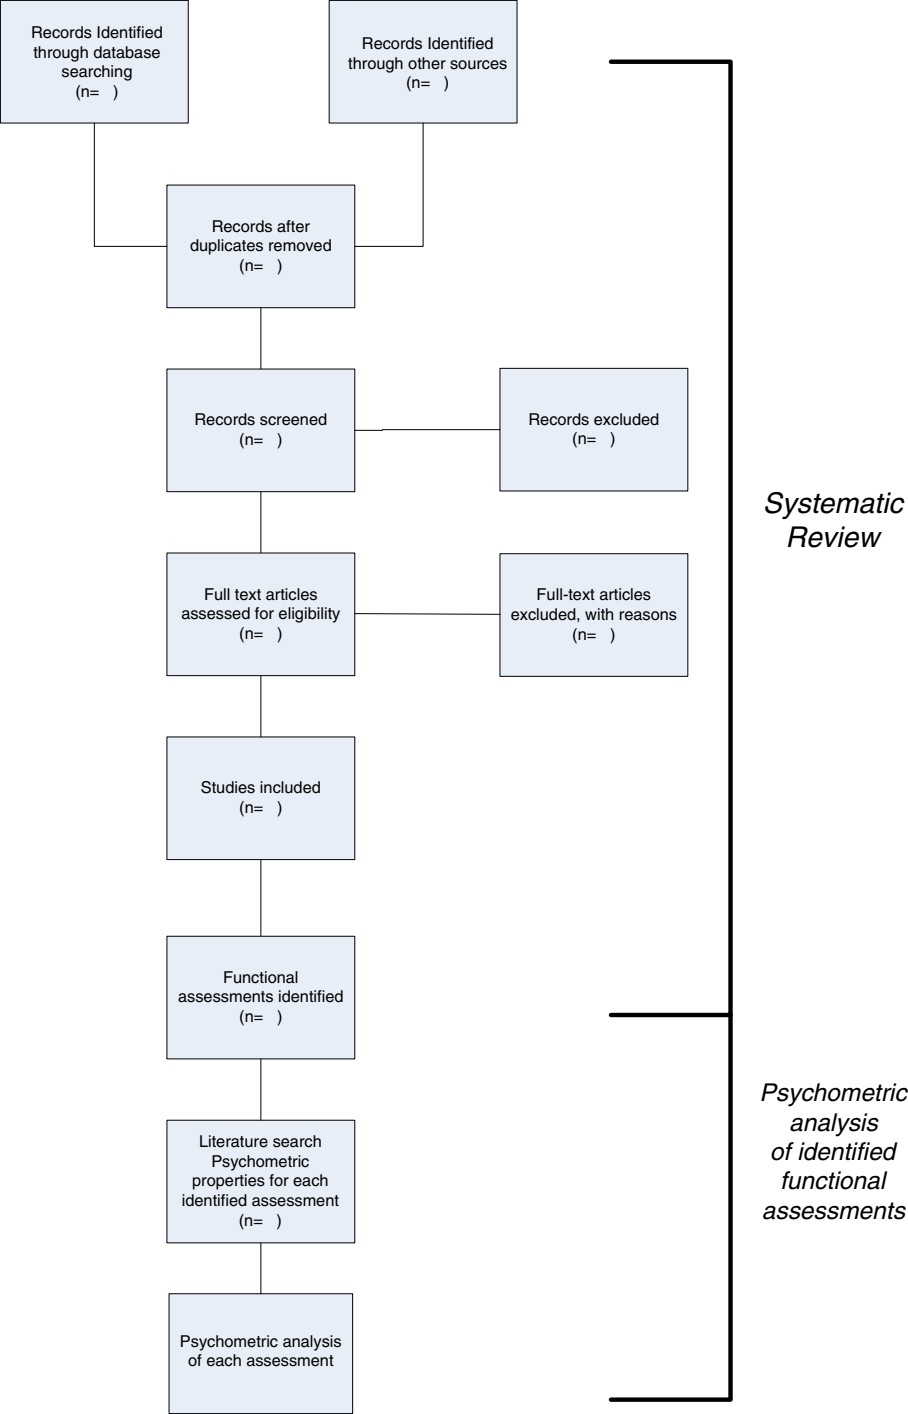 Records Identified
through database
searching
(n=   )
Records Identified
through other sources
(n=   )
Records after
duplicates removed
(n=   )
Records screened
(n=   )
Records excluded
(n=   )
Systematic
Review
Full text articles
assessed for eligibility
(n=   )
Full-text articles
excluded, with reasons
(n=   )
Studies included
(n=   )
Functional
assessments identified
(n=   )
Psychometric
analysis
of identified
functional
assessments
Literature search
Psychometric
properties for each
identified assessment
(n=   )
Psychometric analysis
of each assessment